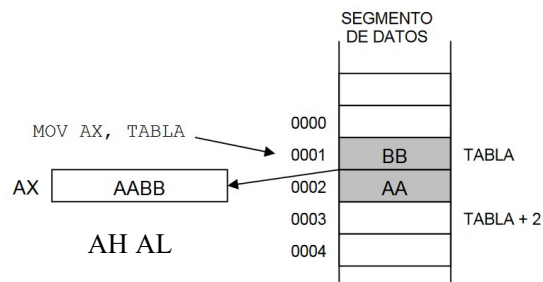 SEGMENTO
DE DATOS
0000
MOV AX, TABLA
0001 BB TABLA
AX AABB 0002 AA
0003 TABLA + 2
AH AL
0004